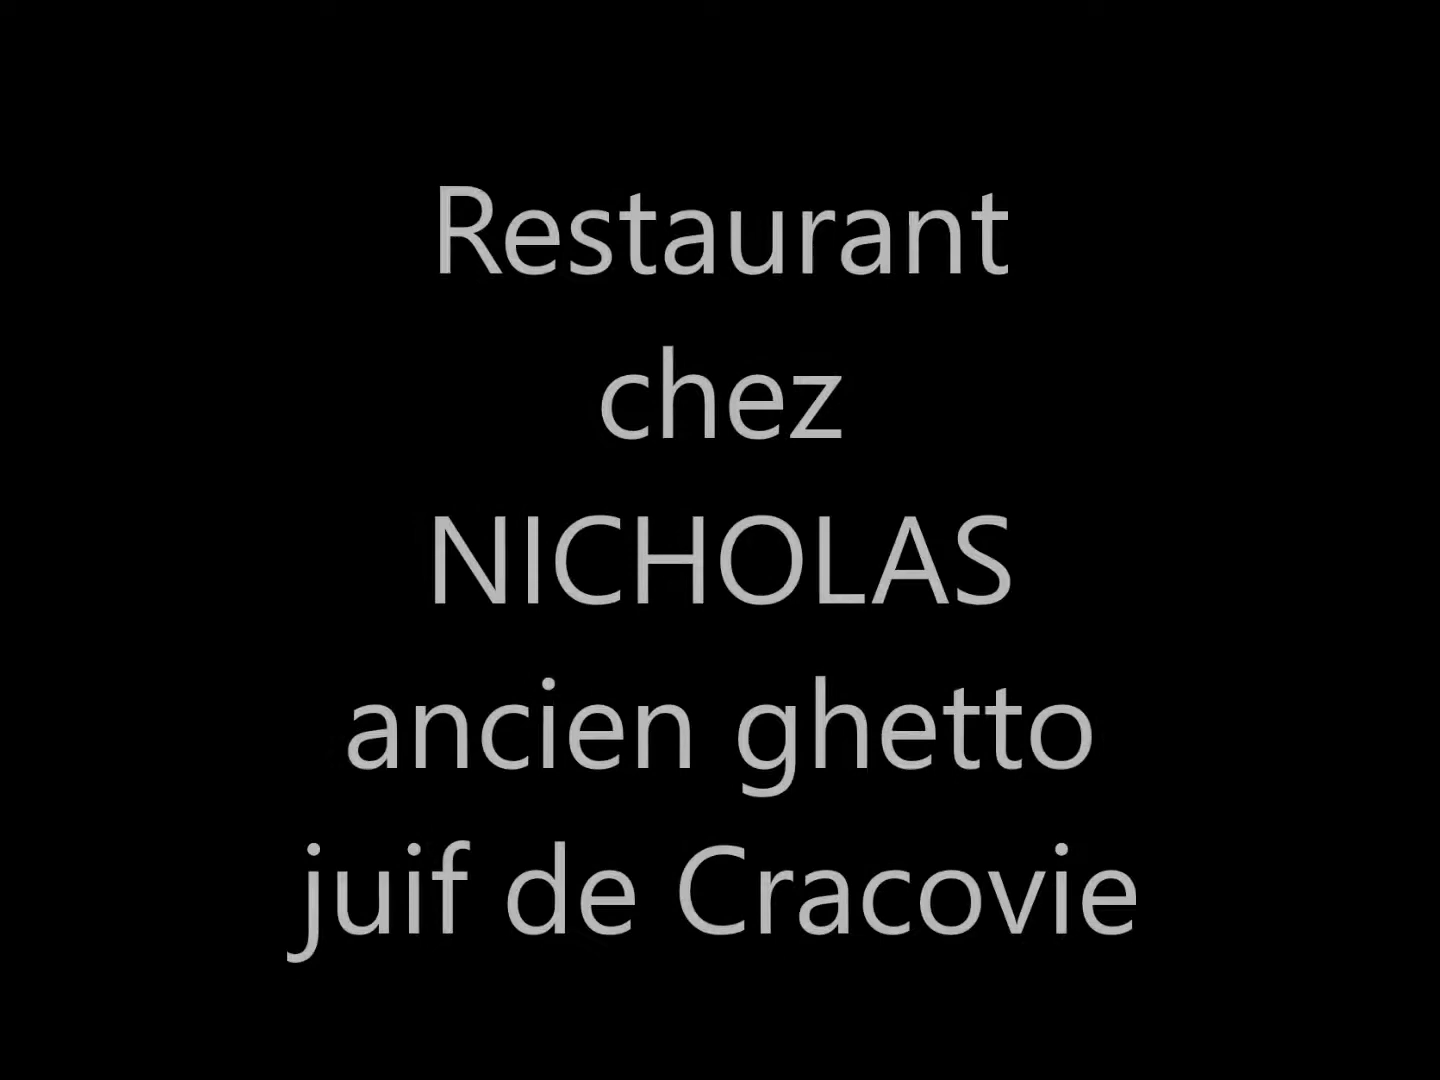 Restaurant
chez
NICHOLAS
ancien ghetto
juif de Cracovie